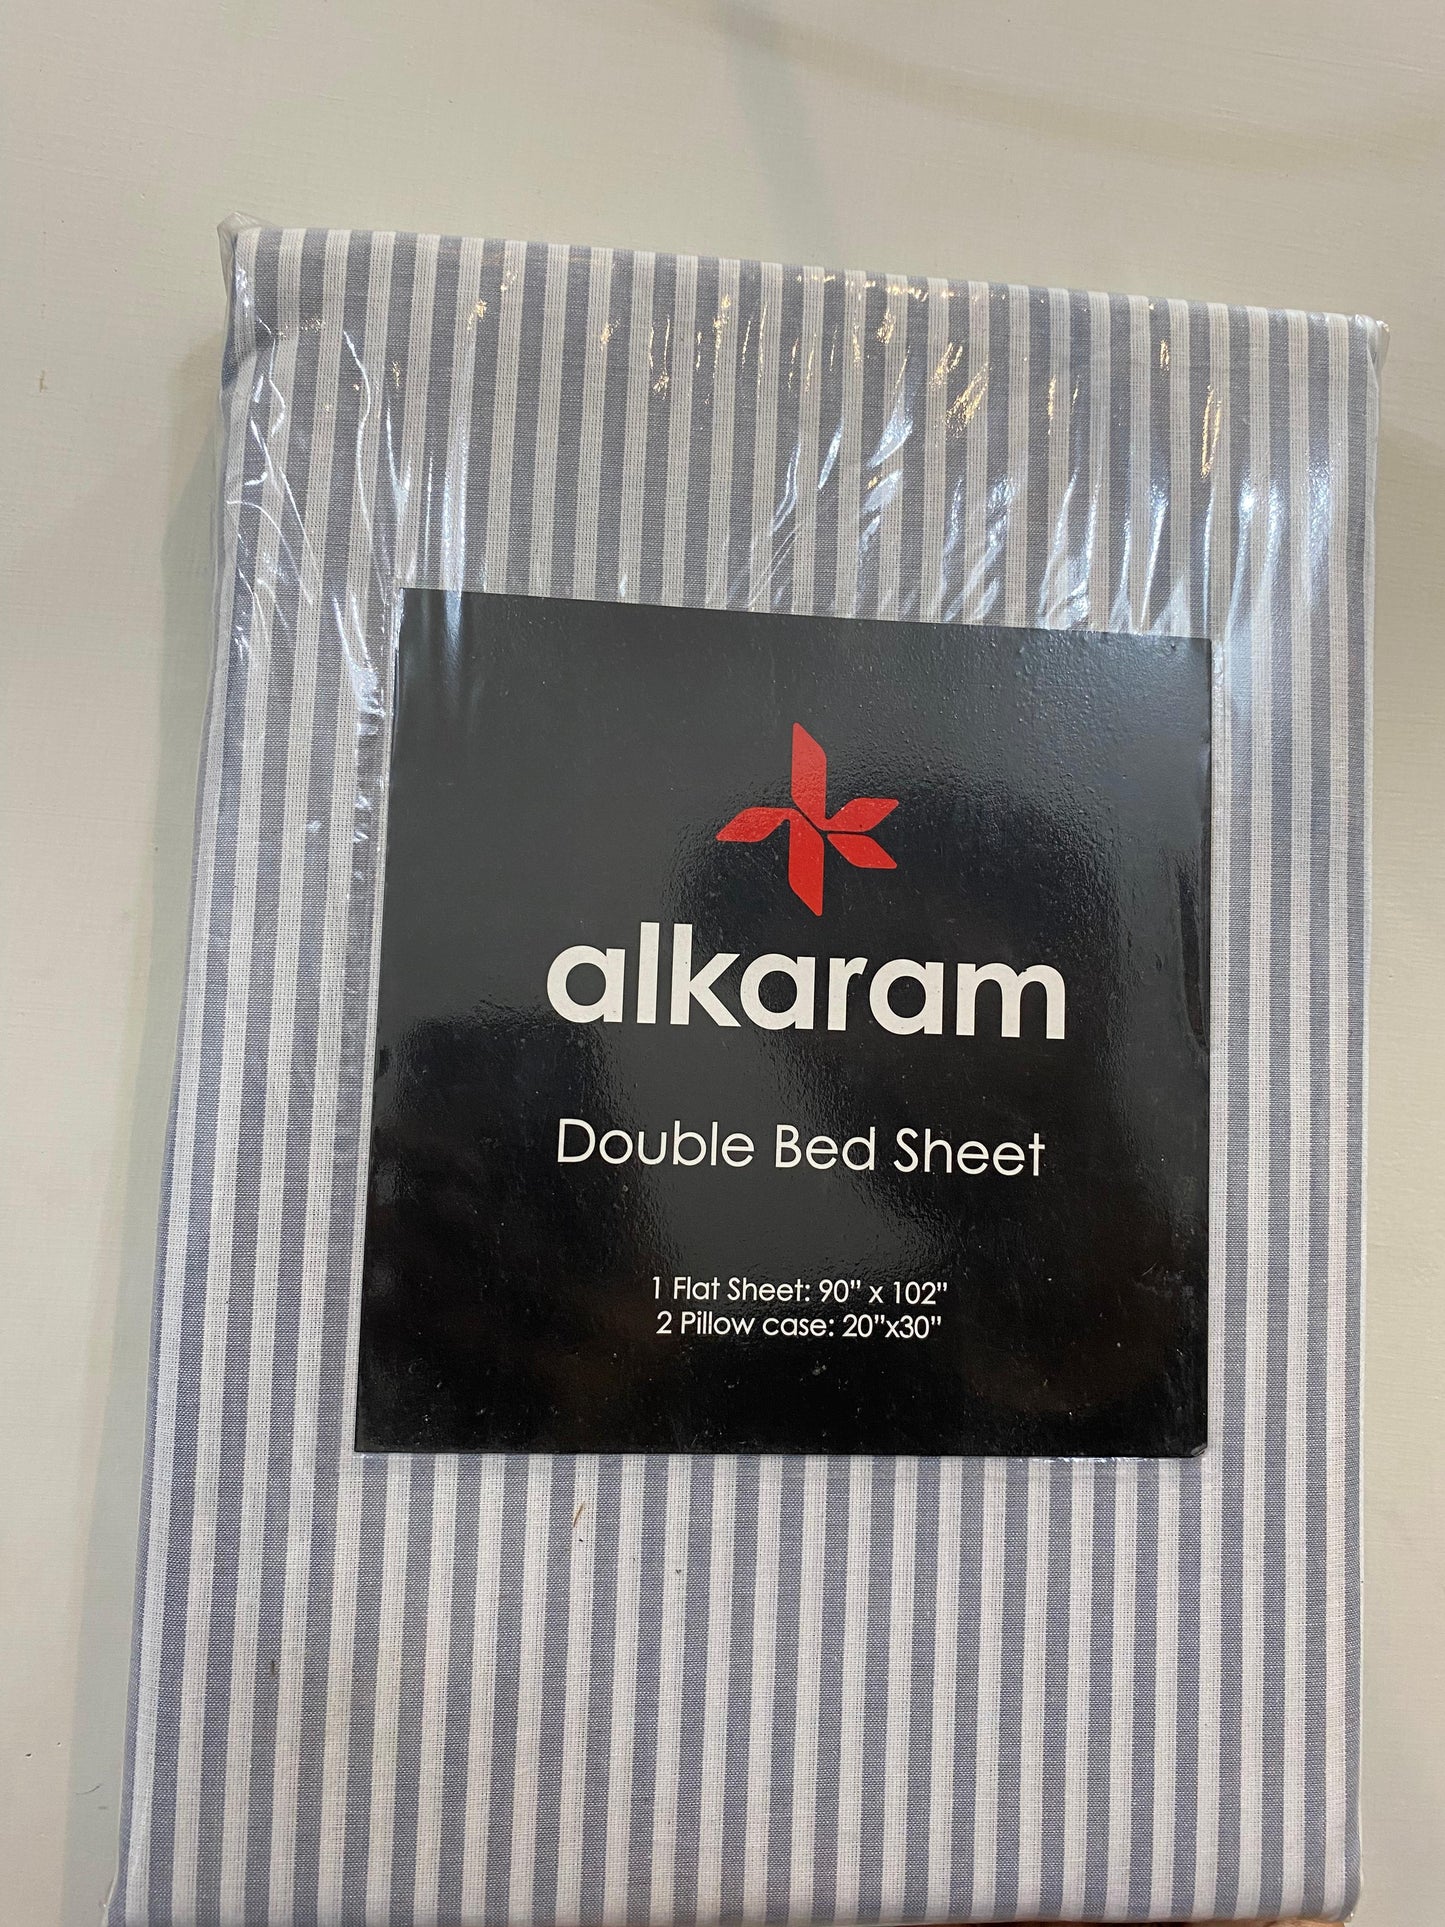 alkaram
Double Bed Sheet
1 Flat Sheet: 90" x 102"
2 Pillow case: 20"x30"